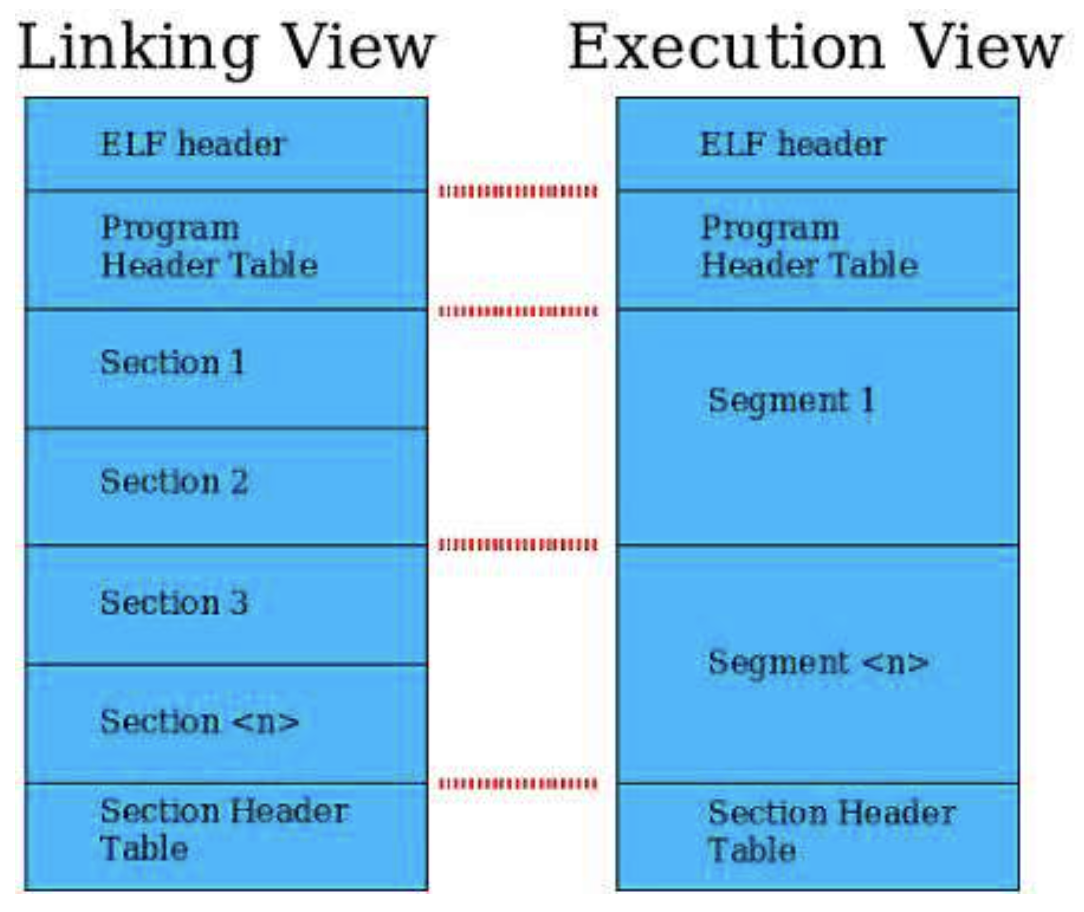 Linking View
ELF header
Program
Header Table
Section 1
Section 2
Section 3
Section <n>
Section Header
Table
Execution View
ELF header
Program
Header Table
Segment 1
Segment <n>
Section Header
Table